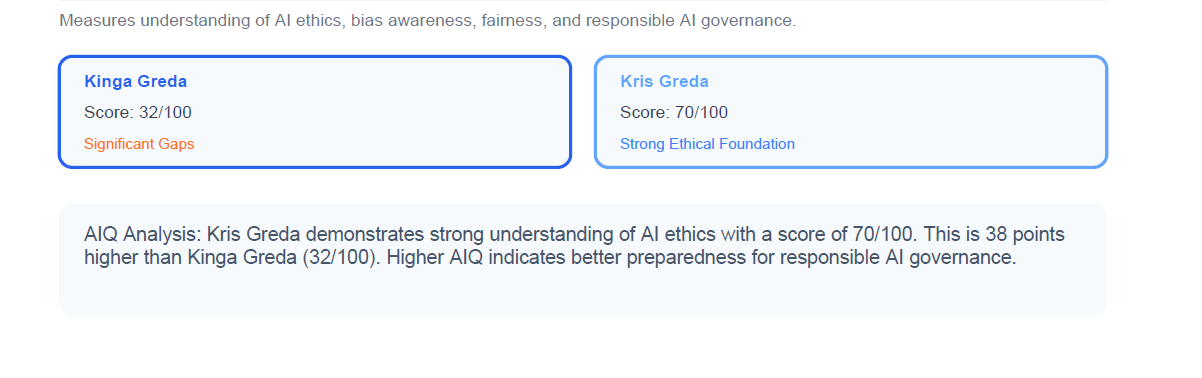 Measures understanding of AI ethics, bias awareness, fairness, and responsible AI governance.
Kinga Greda
Score: 32/100
Significant Gaps
Kris Greda
Score: 70/100
Strong Ethical Foundation
AIQ Analysis: Kris Greda demonstrates strong understanding of AI ethics with a score of 70/100. This is 38 points
higher than Kinga Greda (32/100). Higher AIQ indicates better preparedness for responsible AI governance.